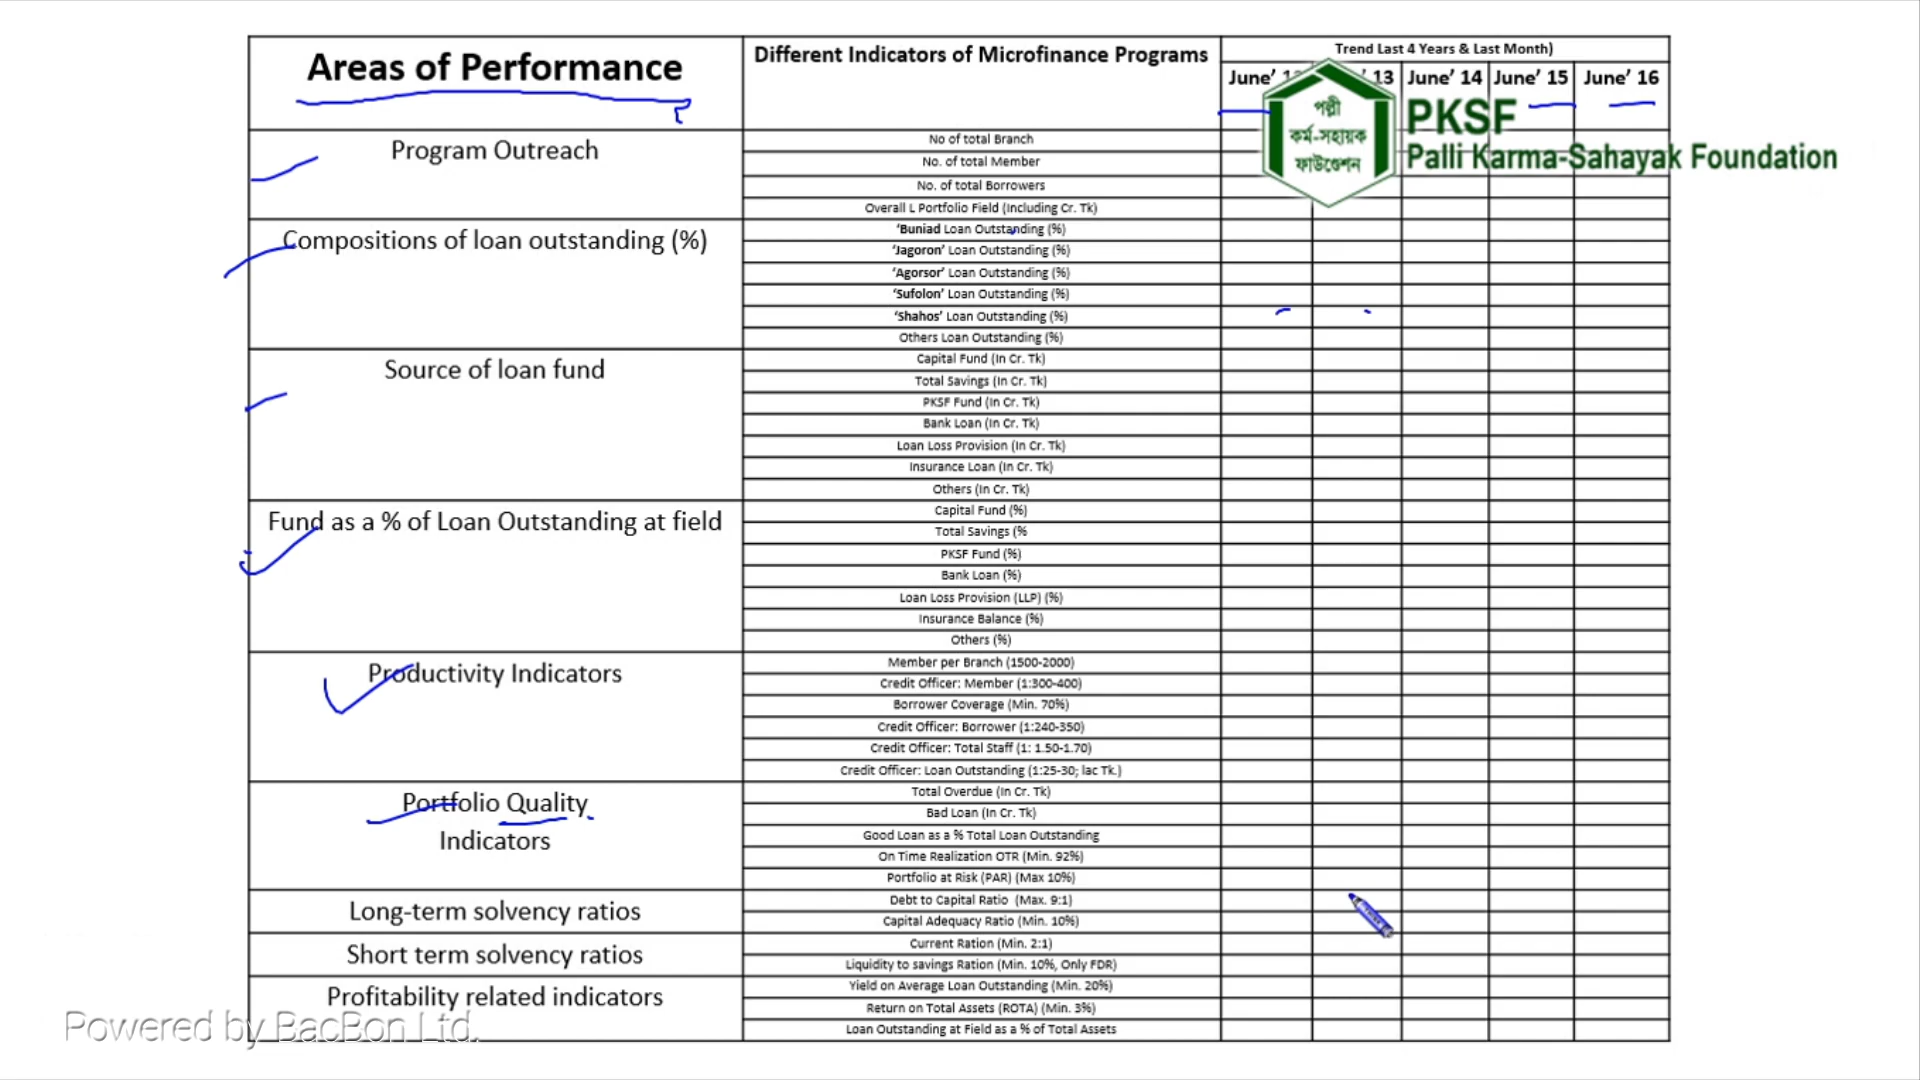 Areas of Performance
Different Indicators of Microfinance Programs
Trend Last 4 Years & Last Month)
June’ 1
’ 13
June’ 14
June’ 15
June’ 16
পল্লী
কর্ম-সহায়ক
ফাউণ্ডেশন
PKSF
Palli Karma-Sahayak Foundation
Program Outreach
No of total Branch
No. of total Member
No. of total Borrowers
Overall L Portfolio Field (Including Cr. Tk)
Compositions of loan outstanding (%)
‘Buniad Loan Outstanding (%)
‘Jagoron’ Loan Outstanding (%)
‘Agorsor’ Loan Outstanding (%)
‘Sufolon’ Loan Outstanding (%)
‘Shahos’ Loan Outstanding (%)
Others Loan Outstanding (%)
Source of loan fund
Capital Fund (In Cr. Tk)
Total Savings (In Cr. Tk)
PKSF Fund (In Cr. Tk)
Bank Loan (In Cr. Tk)
Loan Loss Provision (In Cr. Tk)
Insurance Loan (In Cr. Tk)
Others (In Cr. Tk)
Fund as a % of Loan Outstanding at field
Capital Fund (%)
Total Savings (%
PKSF Fund (%)
Bank Loan (%)
Loan Loss Provision (LLP) (%)
Insurance Balance (%)
Others (%)
Productivity Indicators
Member per Branch (1500-2000)
Credit Officer: Member (1:300-400)
Borrower Coverage (Min. 70%)
Credit Officer: Borrower (1:240-350)
Credit Officer: Total Staff (1: 1.50-1.70)
Credit Officer: Loan Outstanding (1:25-30; lac Tk.)
Portfolio Quality
Indicators
Total Overdue (In Cr. Tk)
Bad Loan (In Cr. Tk)
Good Loan as a % Total Loan Outstanding
On Time Realization OTR (Min. 92%)
Portfolio at Risk (PAR) (Max 10%)
Long-term solvency ratios
Debt to Capital Ratio (Max. 9:1)
Capital Adequacy Ratio (Min. 10%)
Short term solvency ratios
Current Ration (Min. 2:1)
Liquidity to savings Ration (Min. 10%, Only FDR)
Profitability related indicators
Yield on Average Loan Outstanding (Min. 20%)
Return on Total Assets (ROTA) (Min. 3%)
Loan Outstanding at Field as a % of Total Assets
Powered by BacBon Ltd.